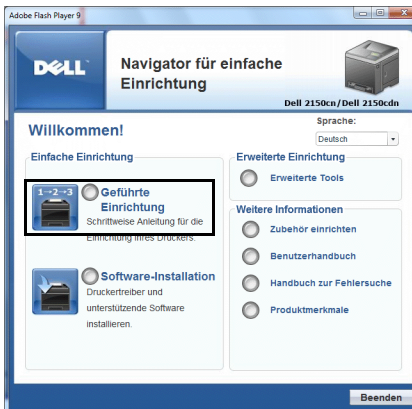 Adobe Flash Player 9
DELL
Navigator für einfache
Einrichtung
Dell 2150cn/Dell 2150cdn
Willkommen!
Sprache:
Deutsch
Einfache Einrichtung
1→2→3
Geführte
Einrichtung
Schrittweise Anleitung für die
Einrichtung Ihres Druckers.
Software-Installation
Druckertreiber und
unterstützende Software
installieren.
Erweiterte Einrichtung
Erweiterte Tools
Weitere Informationen
Zubehör einrichten
Benutzerhandbuch
Handbuch zur Fehlersuche
Produktmerkmale
Beenden